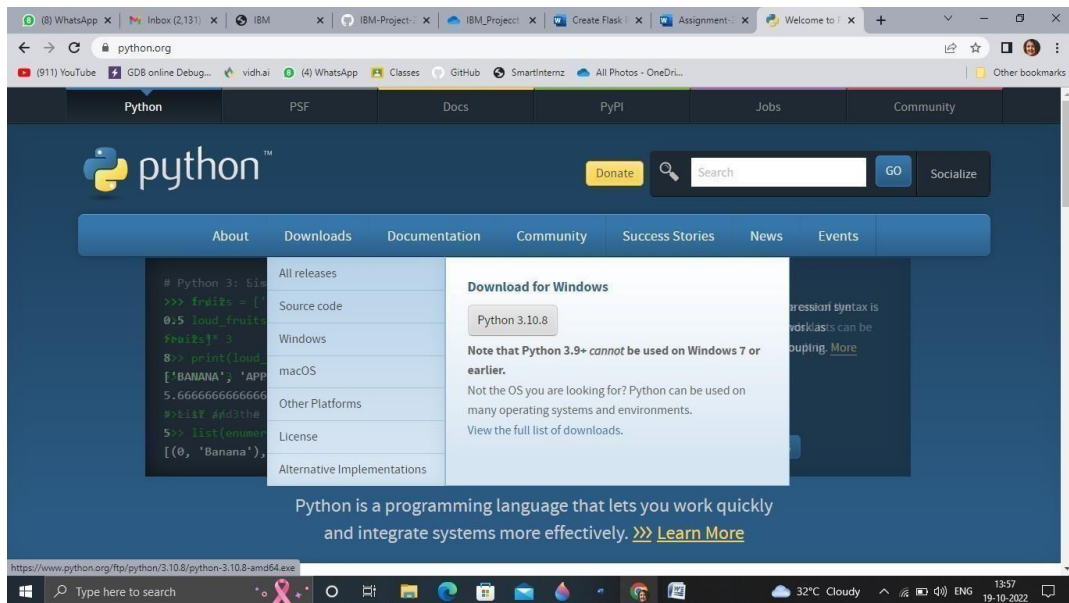 (8) WhatsApp
Inbox (2,131)
IBM
IBM-Project-
IBM_Projecct
Create Flask
Assignment-
Welcome to
python.org
(911) YouTube
GDB online Debug...
vidh.ai
(4) WhatsApp
Classes
GitHub
SmartInternz
All Photos - OneDri...
Other bookmarks
Python
PSF
Docs
PyPI
Jobs
Community
python™
Donate
Search
GO
Socialize
About
Downloads
Documentation
Community
Success Stories
News
Events
All releases
Source code
Windows
macOS
Other Platforms
License
Alternative Implementations
Download for Windows
Python 3.10.8
Note that Python 3.9+ cannot be used on Windows 7 or
earlier.
Not the OS you are looking for? Python can be used on
many operating systems and environments.
View the full list of downloads.
# Python 3:
>>> fruits = ['
loud_fruits
>> print(loud_
['BANANA', 'APP
5.6666666666666
>> list(enumer
[(0, 'Banana'),
More
Python is a programming language that lets you work quickly
and integrate systems more effectively. >>> Learn More
https://www.python.org/ftp/python/3.10.8/python-3.10.8-amd64.exe
Type here to search
32°C Cloudy
ENG
13:57
19-10-2022